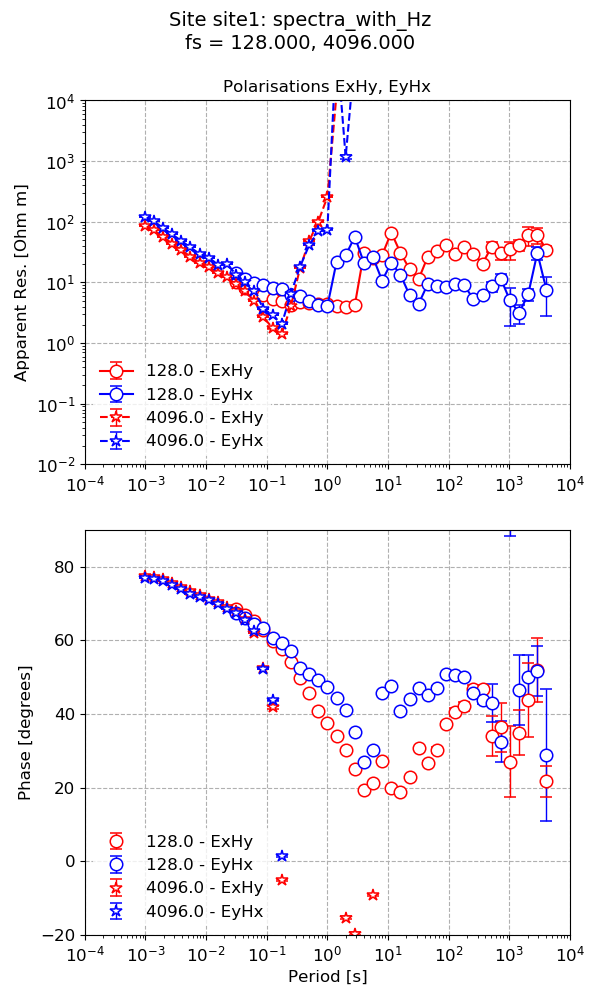 Site site1: spectra_with_Hz
fs = 128.000, 4096.000
Polarisations ExHy, EyHx
Apparent Res. [Ohm m]
10^4
10^3
10^2
10^1
10^0
10^−1
10^−2
128.0 - ExHy
128.0 - EyHx
4096.0 - ExHy
4096.0 - EyHx
10^−4 10^−3 10^−2 10^−1 10^0 10^1 10^2 10^3 10^4
Phase [degrees]
80
60
40
20
0
−20
128.0 - ExHy
128.0 - EyHx
4096.0 - ExHy
4096.0 - EyHx
10^−4 10^−3 10^−2 10^−1 10^0 10^1 10^2 10^3 10^4
Period [s]